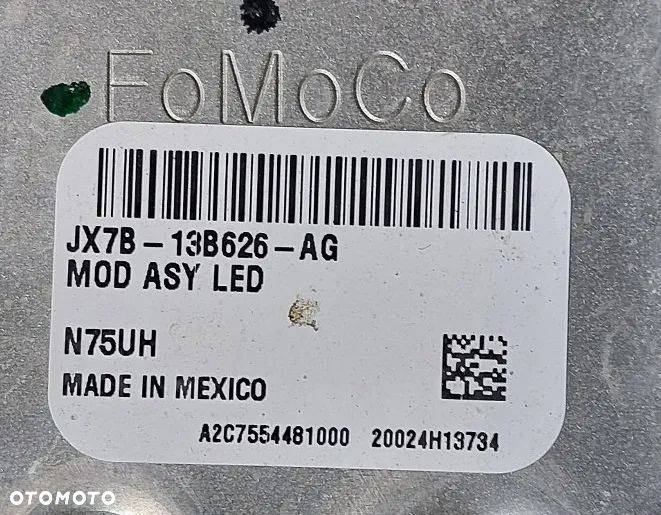 FoMoCo
JX7B-13B626-AG
MOD ASY LED
N75UH
MADE IN MEXICO
A2C7554481000 20024H13734
OTOMOTO